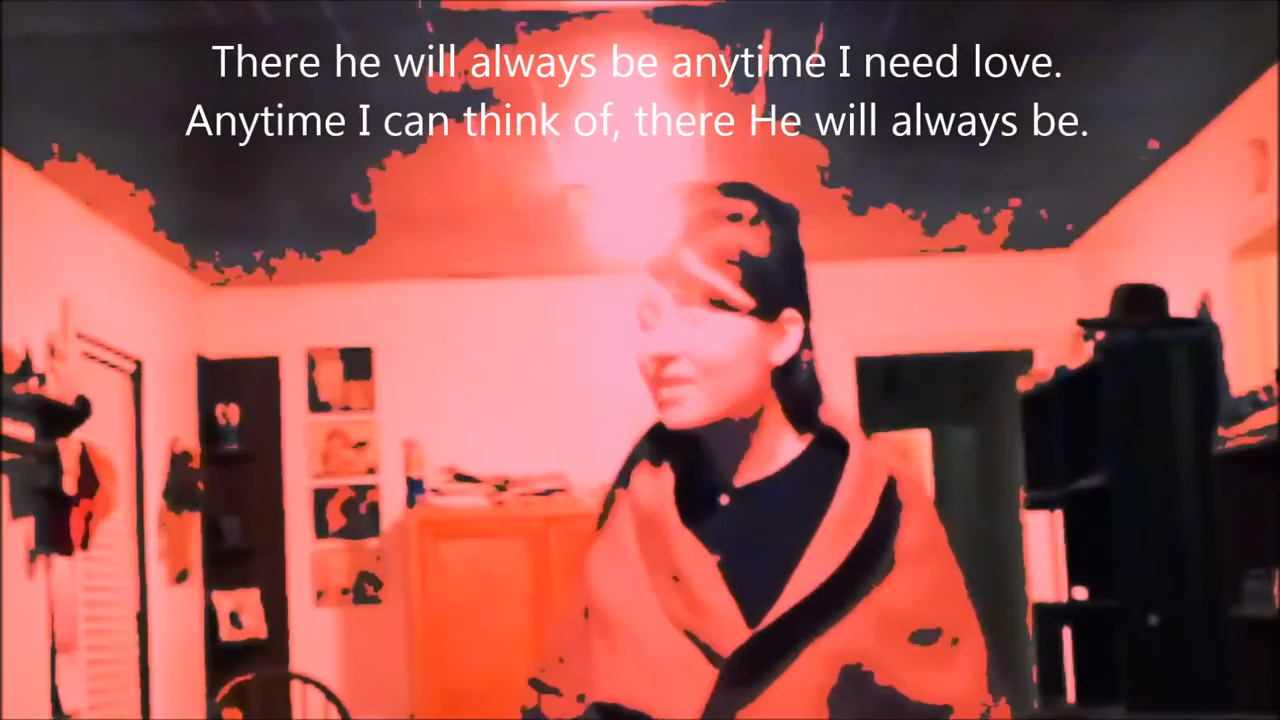 There he will always be anytime I need love.
Anytime I can think of, there He will always be.